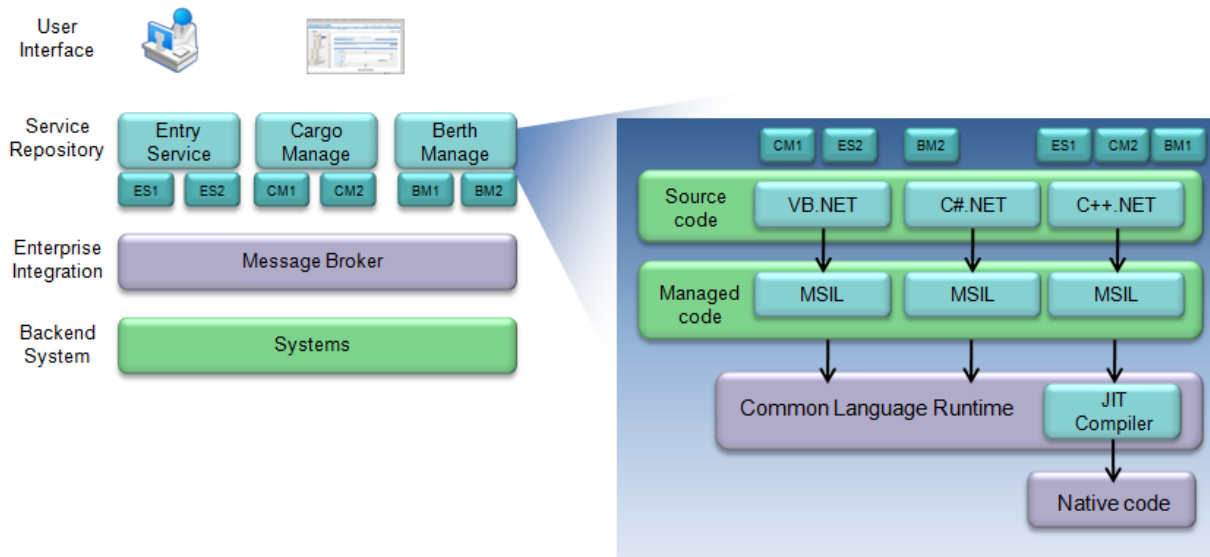 User
Interface
Service
Repository
Entry
Service
Cargo
Manage
Berth
Manage
ES1
ES2
CM1
CM2
BM1
BM2
Enterprise
Integration
Message Broker
Backend
System
Systems
CM1
ES2
BM2
ES1
CM2
BM1
Source
code
VB.NET
C#.NET
C++.NET
Managed
code
MSIL
MSIL
MSIL
Common Language Runtime
JIT
Compiler
Native code